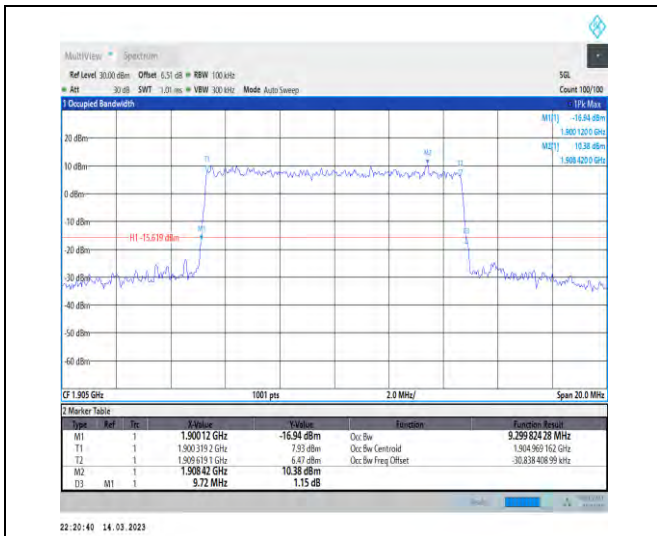 MultiView Spectrum
Ref Level 30.00 dBm Offset 6.51 dB RBW 100 kHz SGL
Att 30 dB SWT 1.01 ms VBW 300 kHz Mode Auto Sweep Count 100/100
1 Occupied Bandwidth 1Pk Max
M1[1] -16.94 dBm
1.900 120 0 GHz
M2[1] 10.38 dBm
1.908 420 0 GHz
20 dBm
T1 M2 T2
10 dBm
0 dBm
-10 dBm
M1 D3
H1 -15.619 dBm
-20 dBm
-30 dBm
-40 dBm
-50 dBm
-60 dBm
CF 1.905 GHz 1001 pts 2.0 MHz/ Span 20.0 MHz
2 Marker Table
Type Ref Trc X-Value Y-Value Function Function Result
M1 1 1.90012 GHz -16.94 dBm Occ Bw 9.299 824 28 MHz
T1 1 1.900 319 2 GHz 7.93 dBm Occ Bw Centroid 1.904 969 162 GHz
T2 1 1.909 619 1 GHz 6.47 dBm Occ Bw Freq Offset -30.838 408 99 kHz
M2 1 1.90842 GHz 10.38 dBm
D3 M1 1 9.72 MHz 1.15 dB
22:20:40 14.03.2023